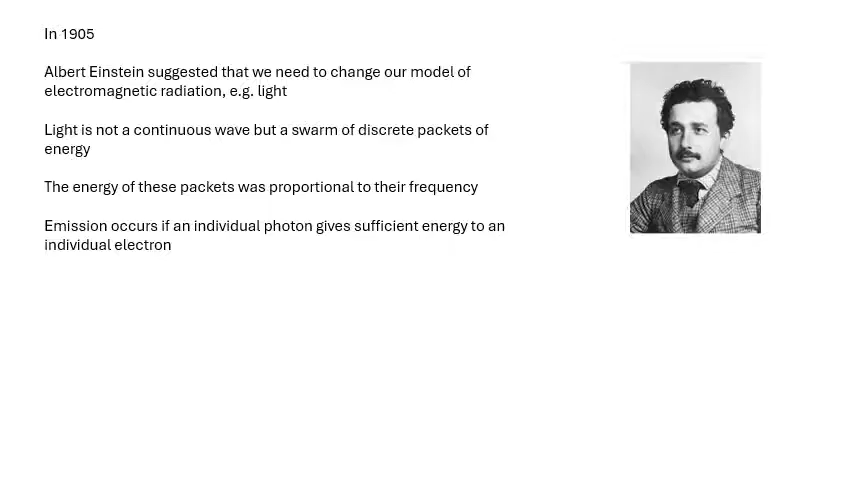 In 1905
Albert Einstein suggested that we need to change our model of
electromagnetic radiation, e.g. light
Light is not a continuous wave but a swarm of discrete packets of
energy
The energy of these packets was proportional to their frequency
Emission occurs if an individual photon gives sufficient energy to an
individual electron